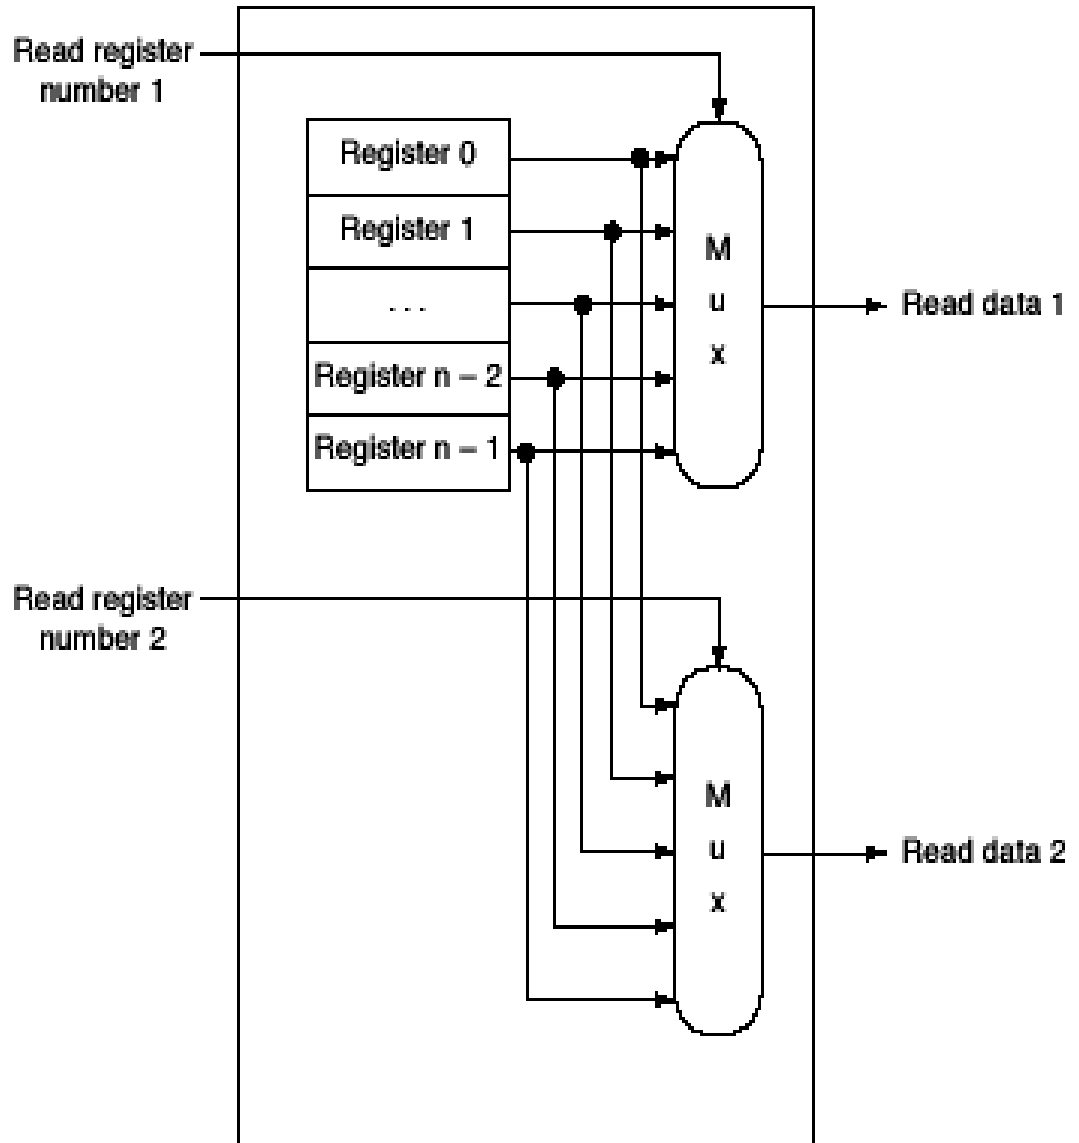 Read register
number 1
Register 0
Register 1
. . .
Register n – 2
Register n – 1
M
u
x
Read data 1
Read register
number 2
M
u
x
Read data 2